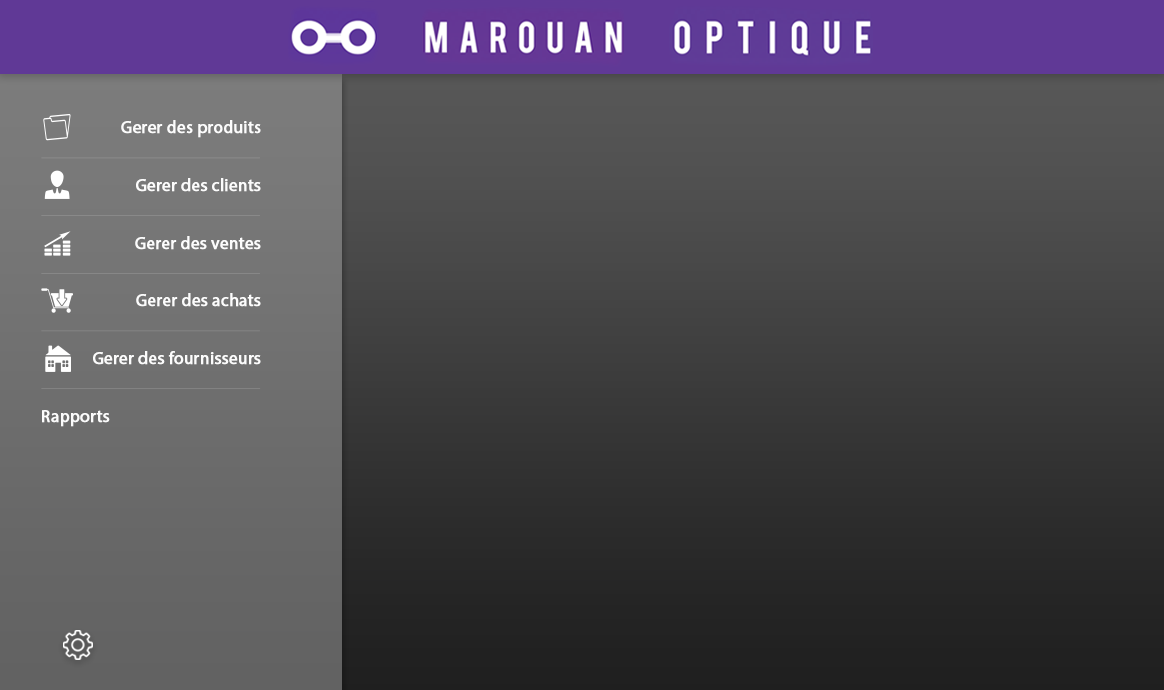 MAROUAN OPTIQUE
Gerer des produits
Gerer des clients
Gerer des ventes
Gerer des achats
Gerer des fournisseurs
Rapports